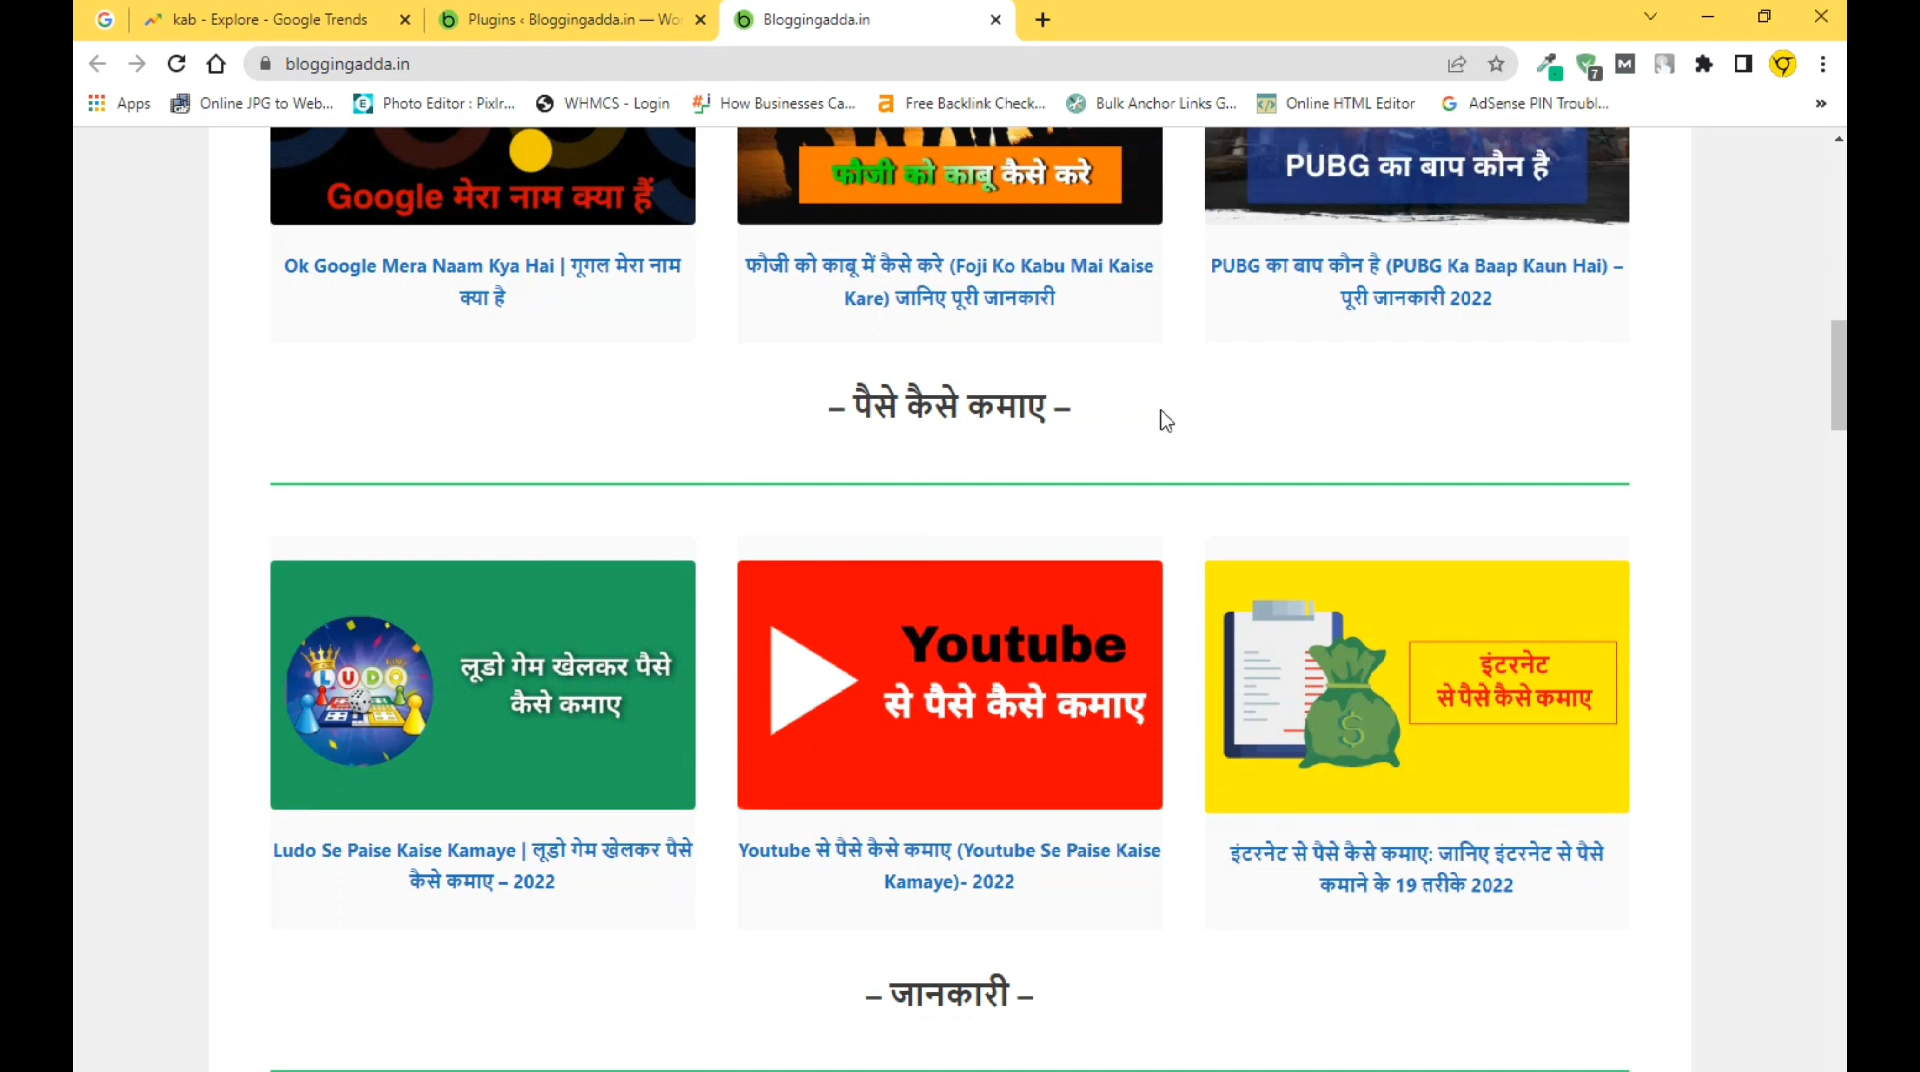 kab - Explore - Google Trends
Plugins ‹ Bloggingadda.in — Wo
Bloggingadda.in
bloggingadda.in
7
Apps
Online JPG to Web...
Photo Editor : Pixlr...
WHMCS - Login
How Businesses Ca...
Free Backlink Check...
Bulk Anchor Links G...
Online HTML Editor
AdSense PIN Troubl...
»
Google मेरा नाम क्या हैं
फौजी को काबू कैसे करे
PUBG का बाप कौन है
Ok Google Mera Naam Kya Hai | गूगल मेरा नाम
क्या है
फौजी को काबू में कैसे करे (Foji Ko Kabu Mai Kaise
Kare) जानिए पूरी जानकारी
PUBG का बाप कौन है (PUBG Ka Baap Kaun Hai) –
पूरी जानकारी 2022
– पैसे कैसे कमाए –
LUDO
लूडो गेम खेलकर पैसे
कैसे कमाए
Youtube
से पैसे कैसे कमाए
$
इंटरनेट
से पैसे कैसे कमाए
Ludo Se Paise Kaise Kamaye | लूडो गेम खेलकर पैसे
कैसे कमाए – 2022
Youtube से पैसे कैसे कमाए (Youtube Se Paise Kaise
Kamaye)- 2022
इंटरनेट से पैसे कैसे कमाए: जानिए इंटरनेट से पैसे
कमाने के 19 तरीके 2022
– जानकारी –